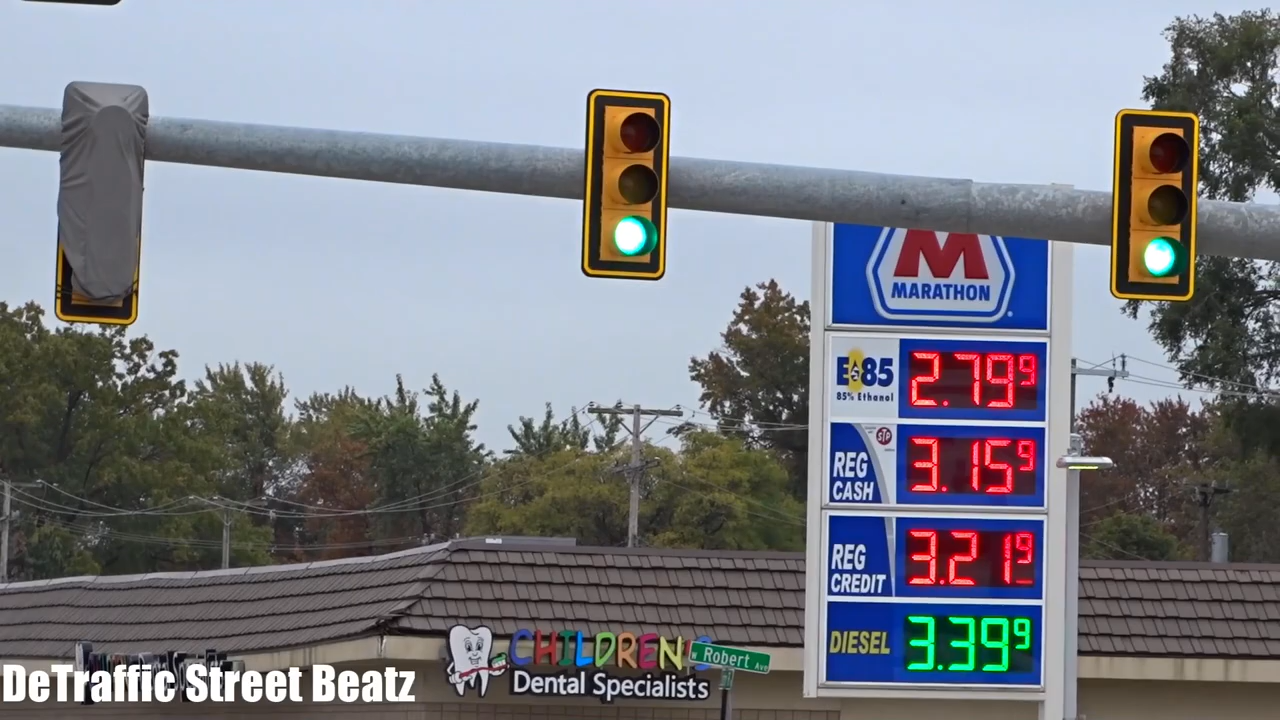 M
MARATHON
E85
85% Ethanol
2.79 9
STP
REG
CASH
3.15 9
REG
CREDIT
3.21 9
DIESEL
3.39 9
CHILDREN'S
Dental Specialists
W Robert Ave
DeTraffic Street Beatz